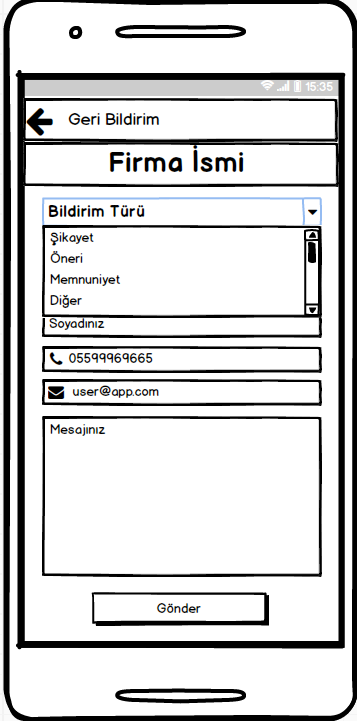 15:35
Geri Bildirim
Firma İsmi
Bildirim Türü
Şikayet
Öneri
Memnuniyet
Diğer
Soyadınız
05599969665
user@app.com
Mesajınız
Gönder